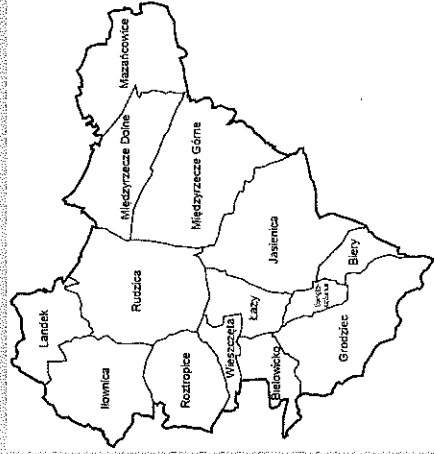 Mazańcowice
Międzyrzecze Dolne
Międzyrzecze Górne
Landek
Rudzica
Iłownica
Roztropice
Jasienica
Wieszczęta
Łazy
Bielowicko
Biery
Grodziec